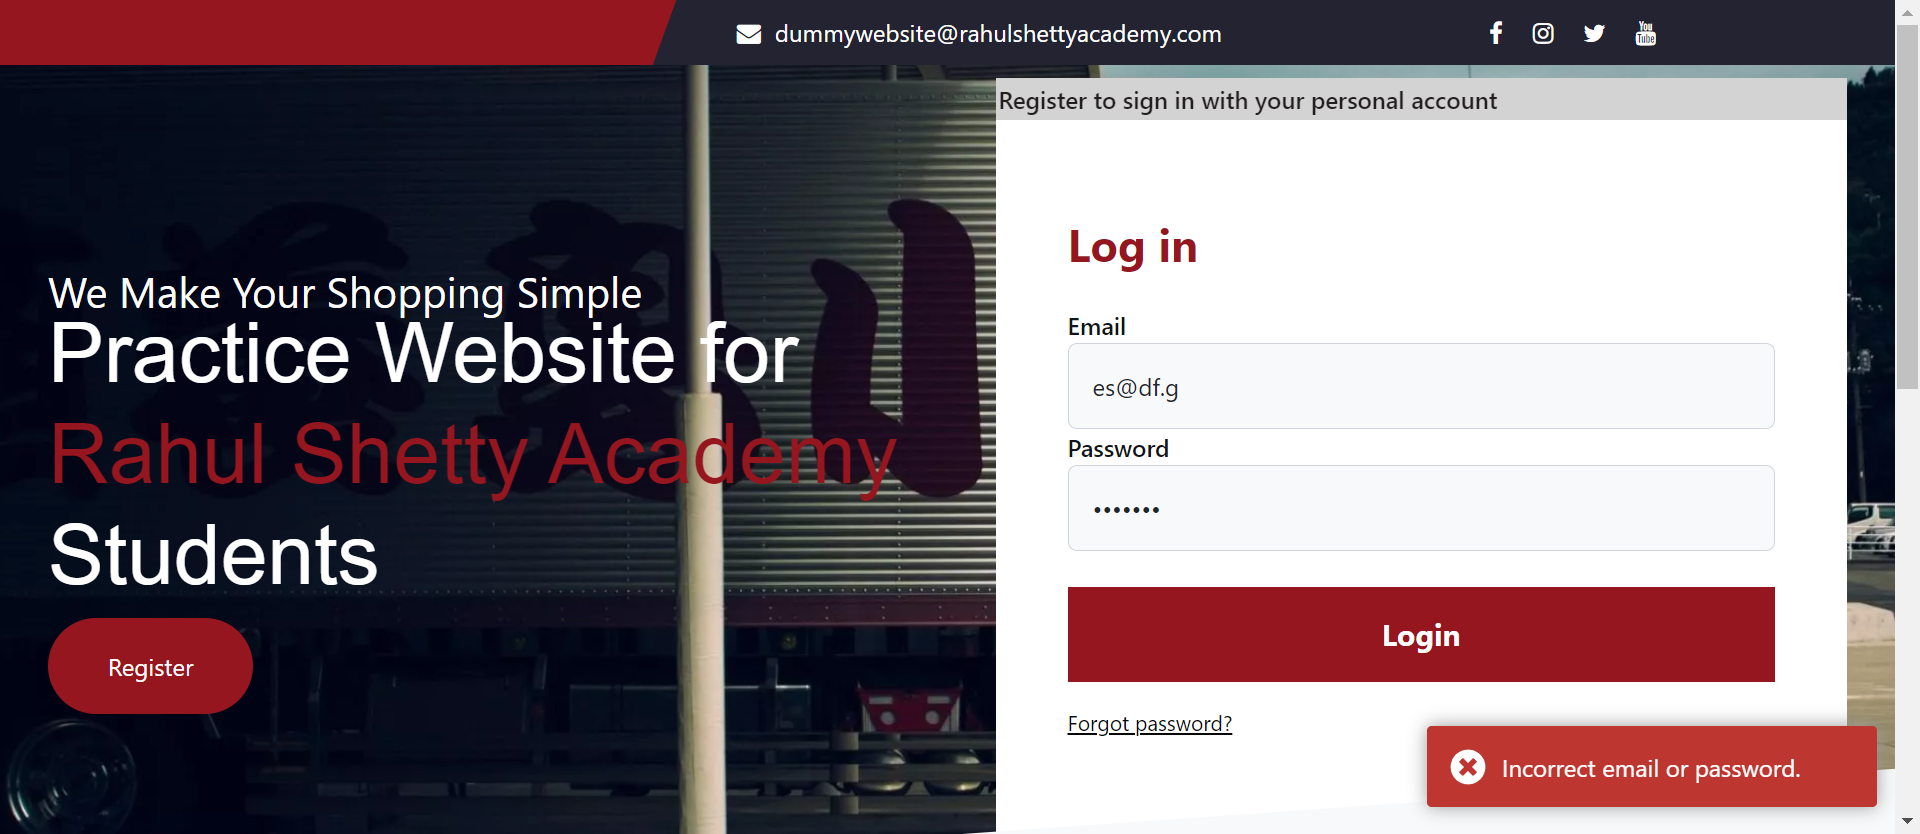 dummywebsite@rahulshettyacademy.com
Register to sign in with your personal account
We Make Your Shopping Simple
Practice Website for
Rahul Shetty Academy
Students
Register
Log in
Email
es@df.g
Password
•••••••
Login
Forgot password?
Incorrect email or password.